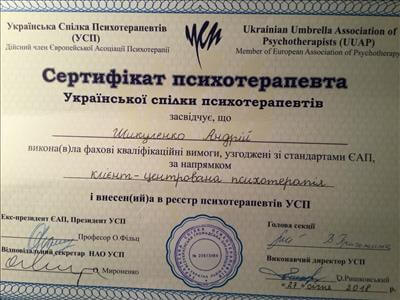 Українська Спілка Психотерапевтів
(УСП)
Дійсний член Європейської Асоціації Психотерапії
усп
Ukrainian Umbrella Association of
Psychotherapists (UUAP)
Member of European Association of Psychotherapy
Сертифікат психотерапевта
Української спілки психотерапевтів
засвідчує, що
Шикуленко Андрій
викона(в)ла фахові кваліфікаційні вимоги, узгоджені зі стандартами ЄАП,
за напрямком
клієнт-центрована психотерапія
і внесен(ий)а в реєстр психотерапевтів УСП
Екс-президент ЄАП, Президент УСП
Професор О.Фільц
Відповідальний секретар НАО УСП
Мироненко
Голова секції
Виконавчий директор УСП
2018 р.